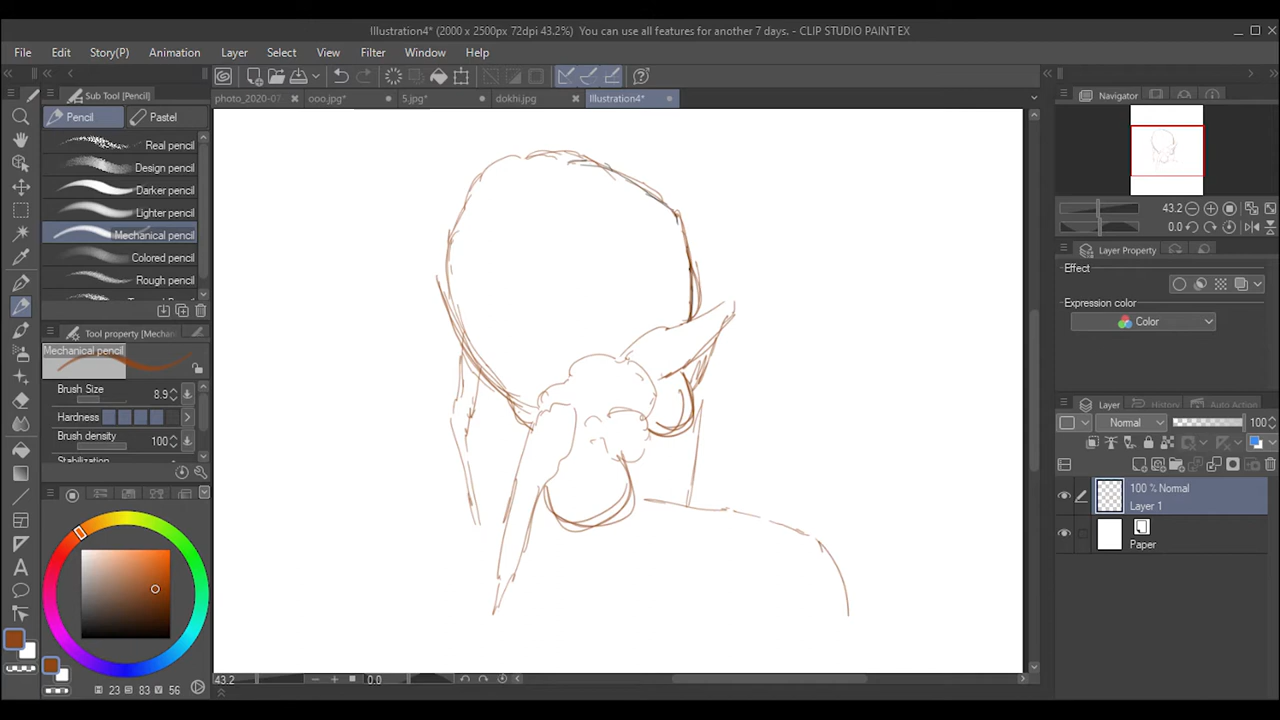 Illustration4* (2000 x 2500px 72dpi 43.2%)  You can use all features for another 7 days. - CLIP STUDIO PAINT EX
File Edit Story(P) Animation Layer Select View Filter Window Help
Sub Tool [Pencil]
Navigator
photo_2020-07 ooo.jpg* 5.jpg* dokhi.jpg Illustration4*
Pencil Pastel
Real pencil
Design pencil
Darker pencil
Lighter pencil
Mechanical pencil
Colored pencil
Rough pencil
43.2
0.0
Layer Property
Effect
Expression color
Color
Tool property [Mechar
Mechanical pencil
Brush Size 8.9
Hardness
Brush density 100
Layer History Auto Action
Normal 100
100 % Normal
Layer 1
Paper
43.2 0.0
H 23 S 83 V 56